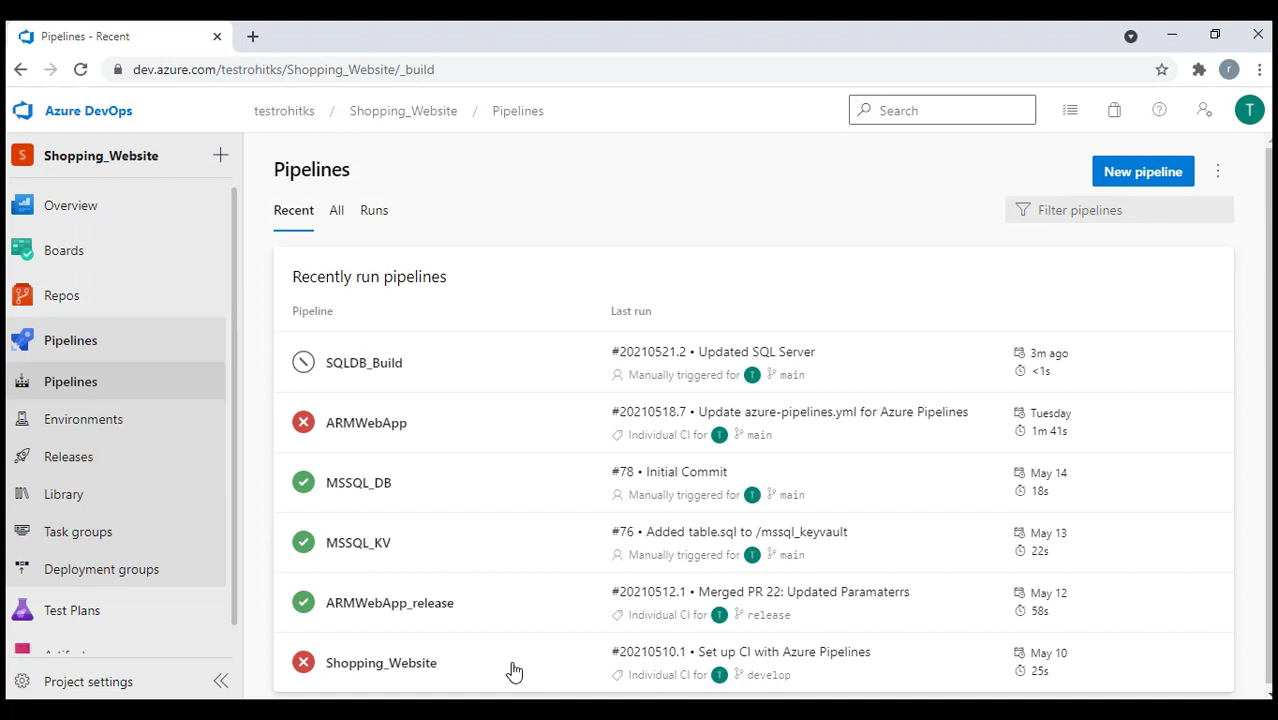 Pipelines - Recent
dev.azure.com/testrohitks/Shopping_Website/_build
r
Azure DevOps
testrohitks / Shopping_Website / Pipelines
Search
T
S Shopping_Website
Overview
Boards
Repos
Pipelines
Pipelines
Environments
Releases
Library
Task groups
Deployment groups
Test Plans
Project settings
Pipelines
New pipeline
Recent All Runs
Filter pipelines
Recently run pipelines
Pipeline Last run
SQLDB_Build #20210521.2 • Updated SQL Server 3m ago
Manually triggered for T main <1s
ARMWebApp #20210518.7 • Update azure-pipelines.yml for Azure Pipelines Tuesday
Individual CI for T main 1m 41s
MSSQL_DB #78 • Initial Commit May 14
Manually triggered for T main 18s
MSSQL_KV #76 • Added table.sql to /mssql_keyvault May 13
Manually triggered for T main 22s
ARMWebApp_release #20210512.1 • Merged PR 22: Updated Paramaterrs May 12
Individual CI for T release 58s
Shopping_Website #20210510.1 • Set up CI with Azure Pipelines May 10
Individual CI for T develop 25s